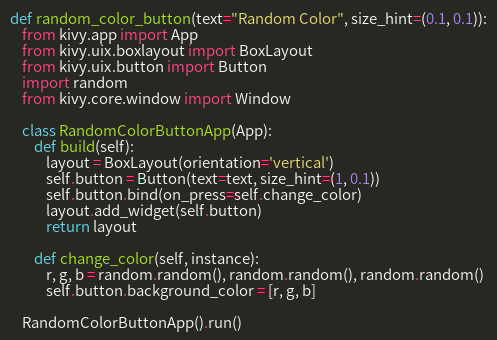 def random_color_button(text="Random Color", size_hint=(0.1, 0.1)):
from kivy.app import App
from kivy.uix.boxlayout import BoxLayout
from kivy.uix.button import Button
import random
from kivy.core.window import Window
class RandomColorButtonApp(App):
def build(self):
layout = BoxLayout(orientation='vertical')
self.button = Button(text=text, size_hint=(1, 0.1))
self.button.bind(on_press=self.change_color)
layout.add_widget(self.button)
return layout
def change_color(self, instance):
r, g, b = random.random(), random.random(), random.random()
self.button.background_color = [r, g, b]
RandomColorButtonApp().run()